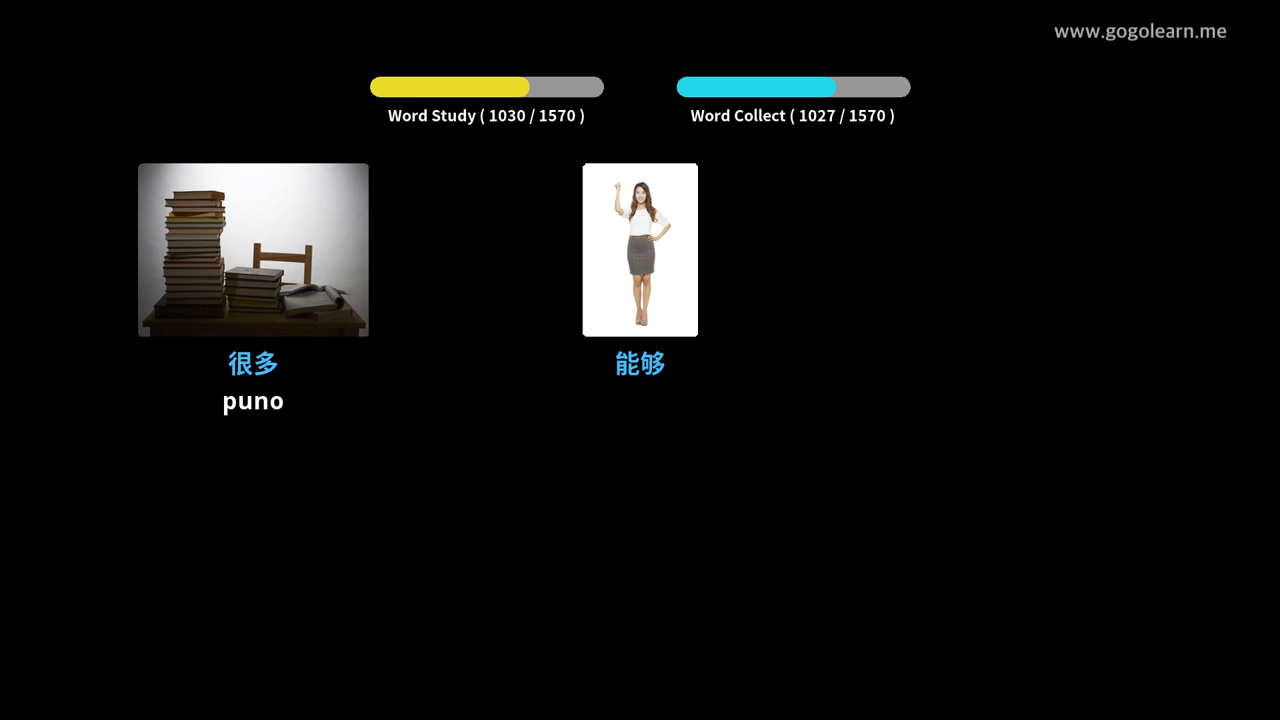 www.gogolearn.me
Word Study ( 1030 / 1570 )
Word Collect ( 1027 / 1570 )
很多
puno
能够